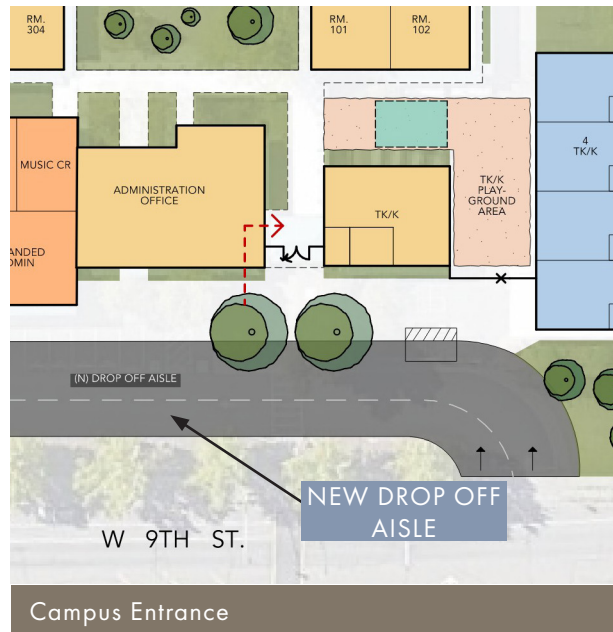 RM.
304
RM.
101
RM.
102
MUSIC CR
ADMINISTRATION
OFFICE
TK/K
TK/K
PLAY-
GROUND
AREA
4
TK/K
ANDED
DMIN
(N) DROP OFF AISLE
NEW DROP OFF
AISLE
W 9TH ST.
Campus Entrance